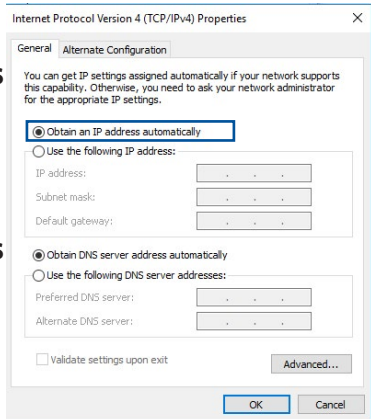 Internet Protocol Version 4 (TCP/IPv4) Properties
General Alternate Configuration
You can get IP settings assigned automatically if your network supports
this capability. Otherwise, you need to ask your network administrator
for the appropriate IP settings.
Obtain an IP address automatically
Use the following IP address:
IP address:
Subnet mask:
Default gateway:
Obtain DNS server address automatically
Use the following DNS server addresses:
Preferred DNS server:
Alternate DNS server:
Validate settings upon exit
Advanced...
OK Cancel